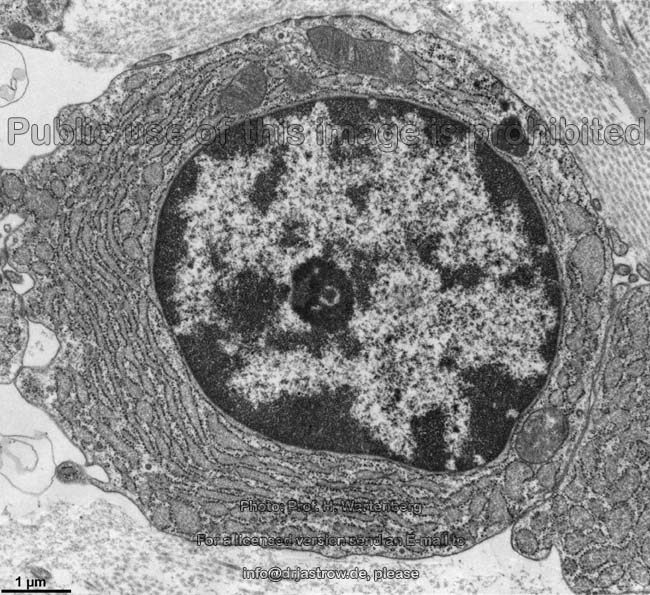 Public use of this image is prohibited
Photo: Prof. H. Wartenberg
For a licensed version send an E-mail to
info@drjastrow.de, please
1 µm